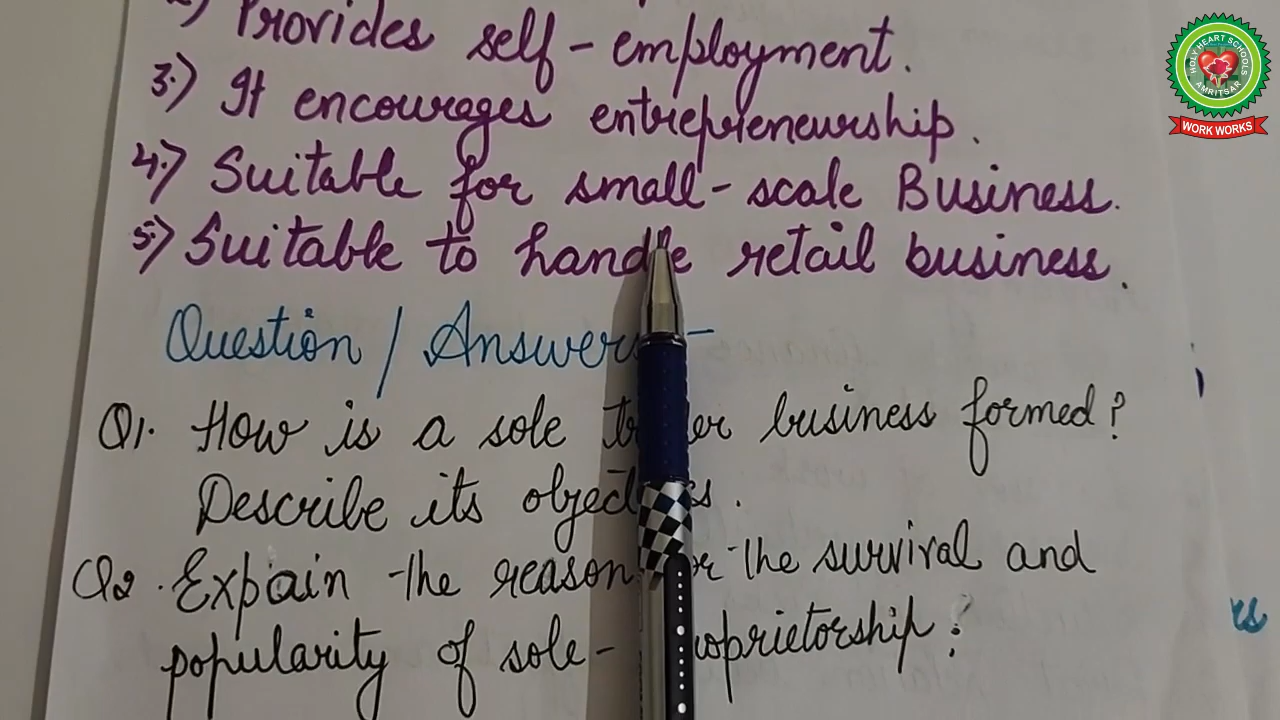 2) Provides self-employment.
3.) It encourages entrepreneurship.
4.) Suitable for small-scale Business.
5.) Suitable to handle retail business.
Question / Answers -
Q1. How is a sole business formed?
Describe its
Q2. Expain the reason the survival and
popularity of sole-
HOLY HEART SCHOOLS
AMRITSAR
WORK WORKS